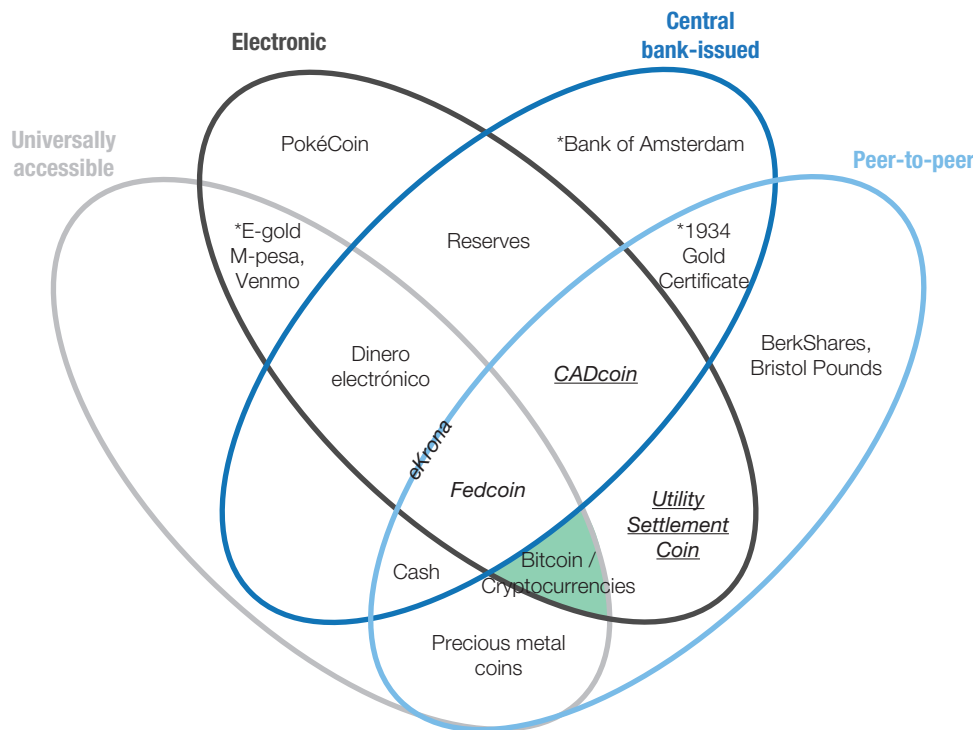 Electronic
Central
bank-issued
Universally
accessible
PokéCoin
*Bank of Amsterdam
Peer-to-peer
*E-gold
M-pesa,
Venmo
Reserves
*1934
Gold
Certificate
Dinero
electrónico
CADcoin
BerkShares,
Bristol Pounds
eKrona
Fedcoin
Utility
Settlement
Coin
Cash
Bitcoin /
Cryptocurrencies
Precious metal
coins